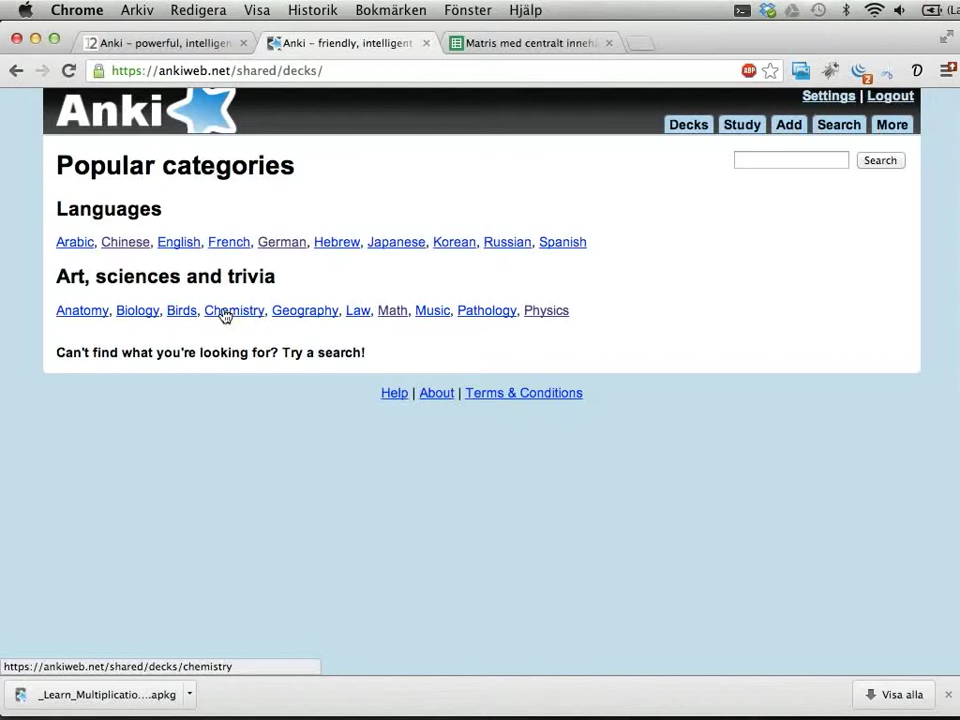 Chrome Arkiv Redigera Visa Historik Bokmärken Fönster Hjälp
Anki – powerful, intelligen Anki – friendly, intelligent Matris med centralt innehå
https://ankiweb.net/shared/decks/
Settings | Logout
Anki
Decks Study Add Search More
Popular categories
Search
Languages
Arabic, Chinese, English, French, German, Hebrew, Japanese, Korean, Russian, Spanish
Art, sciences and trivia
Anatomy, Biology, Birds, Chemistry, Geography, Law, Math, Music, Pathology, Physics
Can't find what you're looking for? Try a search!
Help | About | Terms & Conditions
https://ankiweb.net/shared/decks/chemistry
_Learn_Multiplicatio....apkg Visa alla